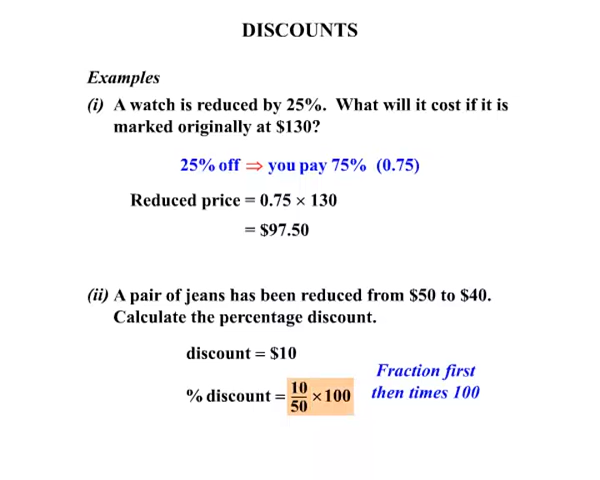 DISCOUNTS
Examples
(i) A watch is reduced by 25%. What will it cost if it is
marked originally at $130?
25% off ⇒ you pay 75% (0.75)
Reduced price = 0.75 × 130
= $97.50
(ii) A pair of jeans has been reduced from $50 to $40.
Calculate the percentage discount.
discount = $10
% discount = 10/50 × 100
Fraction first
then times 100